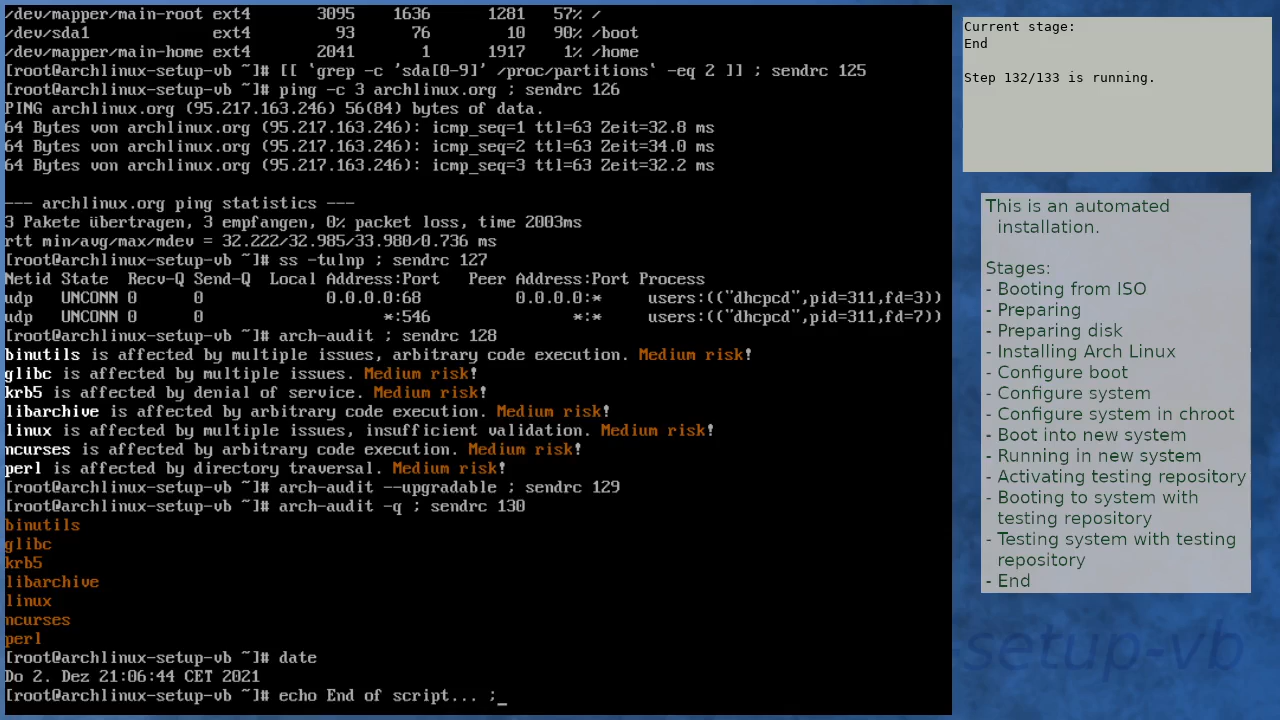 /dev/mapper/main-root ext4       3095    1636      1281   57% /
/dev/sda1             ext4         93      76        10   90% /boot
/dev/mapper/main-home ext4       2041       1      1917    1% /home
[root@archlinux-setup-vb ~]# [[ `grep -c 'sda[0-9]' /proc/partitions` -eq 2 ]] ; sendrc 125
[root@archlinux-setup-vb ~]# ping -c 3 archlinux.org ; sendrc 126
PING archlinux.org (95.217.163.246) 56(84) bytes of data.
64 Bytes von archlinux.org (95.217.163.246): icmp_seq=1 ttl=63 Zeit=32.8 ms
64 Bytes von archlinux.org (95.217.163.246): icmp_seq=2 ttl=63 Zeit=34.0 ms
64 Bytes von archlinux.org (95.217.163.246): icmp_seq=3 ttl=63 Zeit=32.2 ms
--- archlinux.org ping statistics ---
3 Pakete übertragen, 3 empfangen, 0% packet loss, time 2003ms
rtt min/avg/max/mdev = 32.222/32.985/33.980/0.736 ms
[root@archlinux-setup-vb ~]# ss -tulnp ; sendrc 127
Netid State  Recv-Q Send-Q  Local Address:Port   Peer Address:Port Process
udp   UNCONN 0      0             0.0.0.0:68          0.0.0.0:*     users:(("dhcpcd",pid=311,fd=3))
udp   UNCONN 0      0                   *:546               *:*     users:(("dhcpcd",pid=311,fd=7))
[root@archlinux-setup-vb ~]# arch-audit ; sendrc 128
binutils is affected by multiple issues, arbitrary code execution. Medium risk!
glibc is affected by multiple issues. Medium risk!
krb5 is affected by denial of service. Medium risk!
libarchive is affected by arbitrary code execution. Medium risk!
linux is affected by multiple issues, insufficient validation. Medium risk!
ncurses is affected by arbitrary code execution. Medium risk!
perl is affected by directory traversal. Medium risk!
[root@archlinux-setup-vb ~]# arch-audit --upgradable ; sendrc 129
[root@archlinux-setup-vb ~]# arch-audit -q ; sendrc 130
binutils
glibc
krb5
libarchive
linux
ncurses
perl
[root@archlinux-setup-vb ~]# date
Do 2. Dez 21:06:44 CET 2021
[root@archlinux-setup-vb ~]# echo End of script... ;_
Current stage:
End
Step 132/133 is running.
This is an automated
installation.
Stages:
- Booting from ISO
- Preparing
- Preparing disk
- Installing Arch Linux
- Configure boot
- Configure system
- Configure system in chroot
- Boot into new system
- Running in new system
- Activating testing repository
- Booting to system with
testing repository
- Testing system with testing
repository
- End
setup-vb